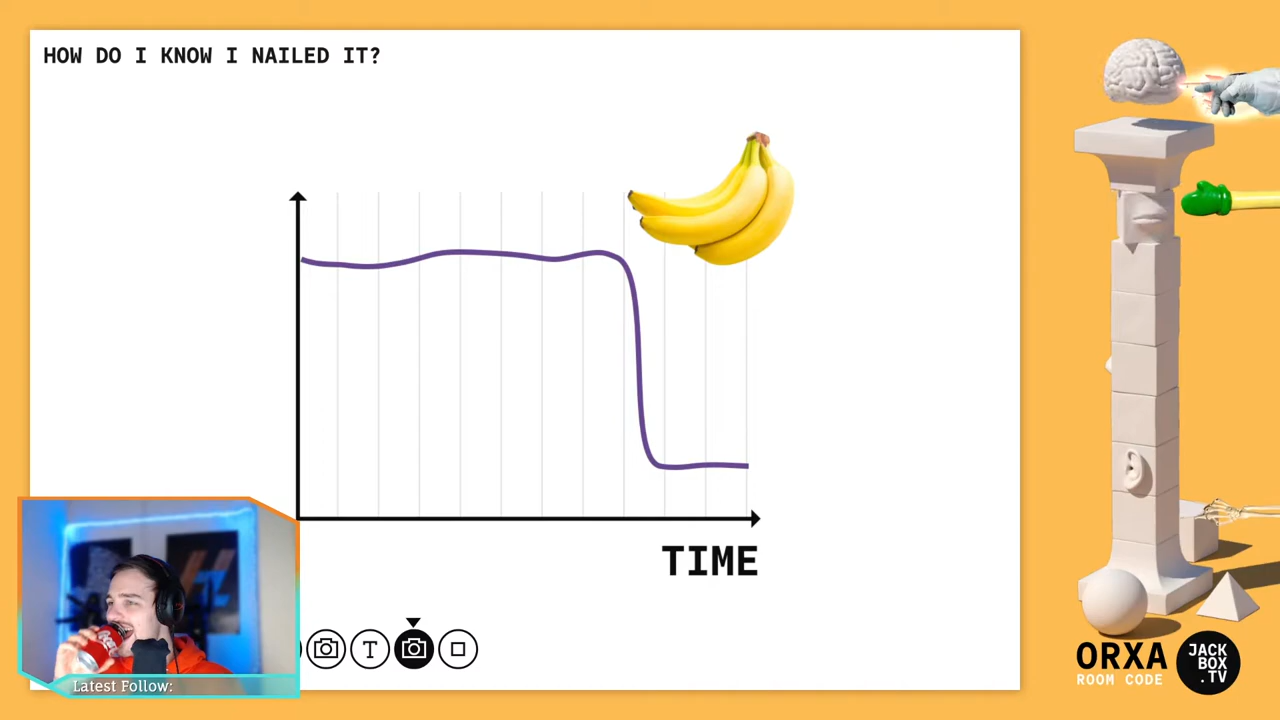 HOW DO I KNOW I NAILED IT?
TIME
T
Latest Follow:
ORXA
ROOM CODE
JACK
BOX
.TV